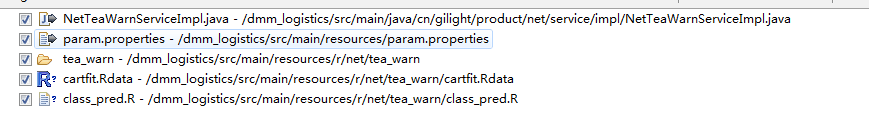 NetTeaWarnServiceImpl.java - /dmm_logistics/src/main/java/cn/gilight/product/net/service/impl/NetTeaWarnServiceImpl.java
param.properties - /dmm_logistics/src/main/resources/param.properties
tea_warn - /dmm_logistics/src/main/resources/r/net/tea_warn
cartfit.Rdata - /dmm_logistics/src/main/resources/r/net/tea_warn/cartfit.Rdata
class_pred.R - /dmm_logistics/src/main/resources/r/net/tea_warn/class_pred.R